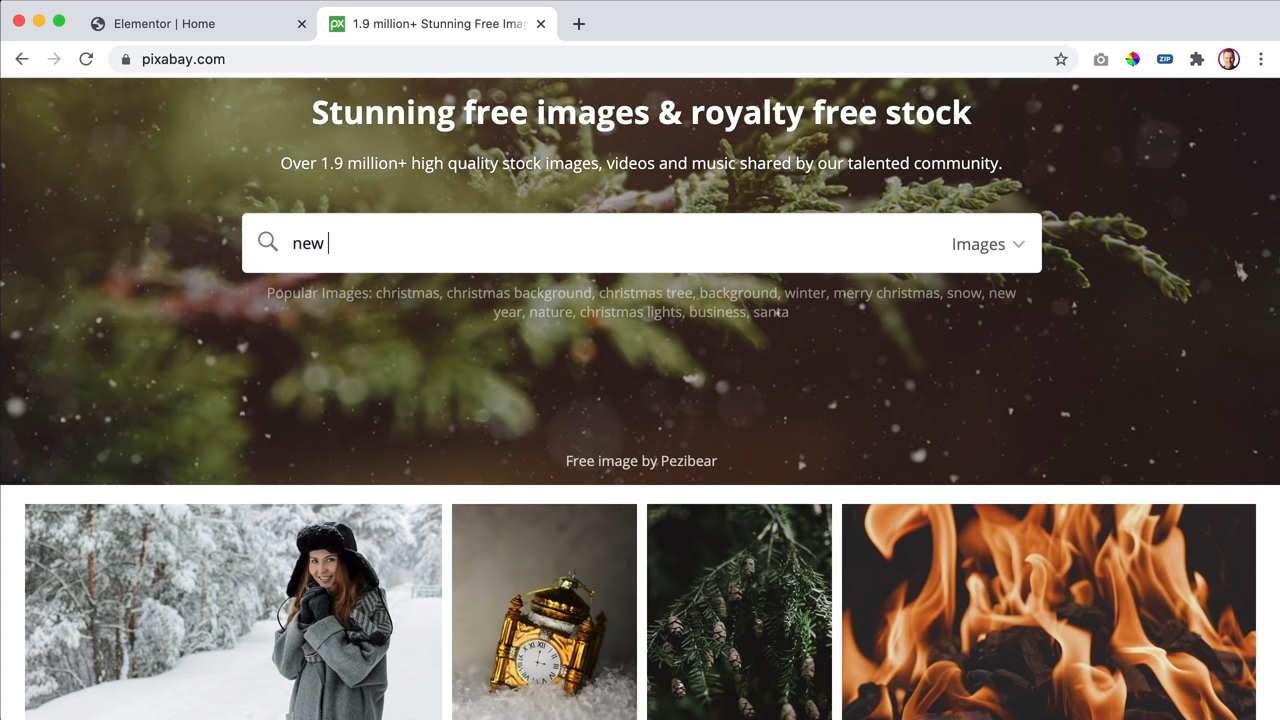 Elementor | Home
px
1.9 million+ Stunning Free Imag
pixabay.com
ZIP
Stunning free images & royalty free stock
Over 1.9 million+ high quality stock images, videos and music shared by our talented community.
new
Images
Popular Images: christmas, christmas background, christmas tree, background, winter, merry christmas, snow, new
year, nature, christmas lights, business, santa
Free image by Pezibear